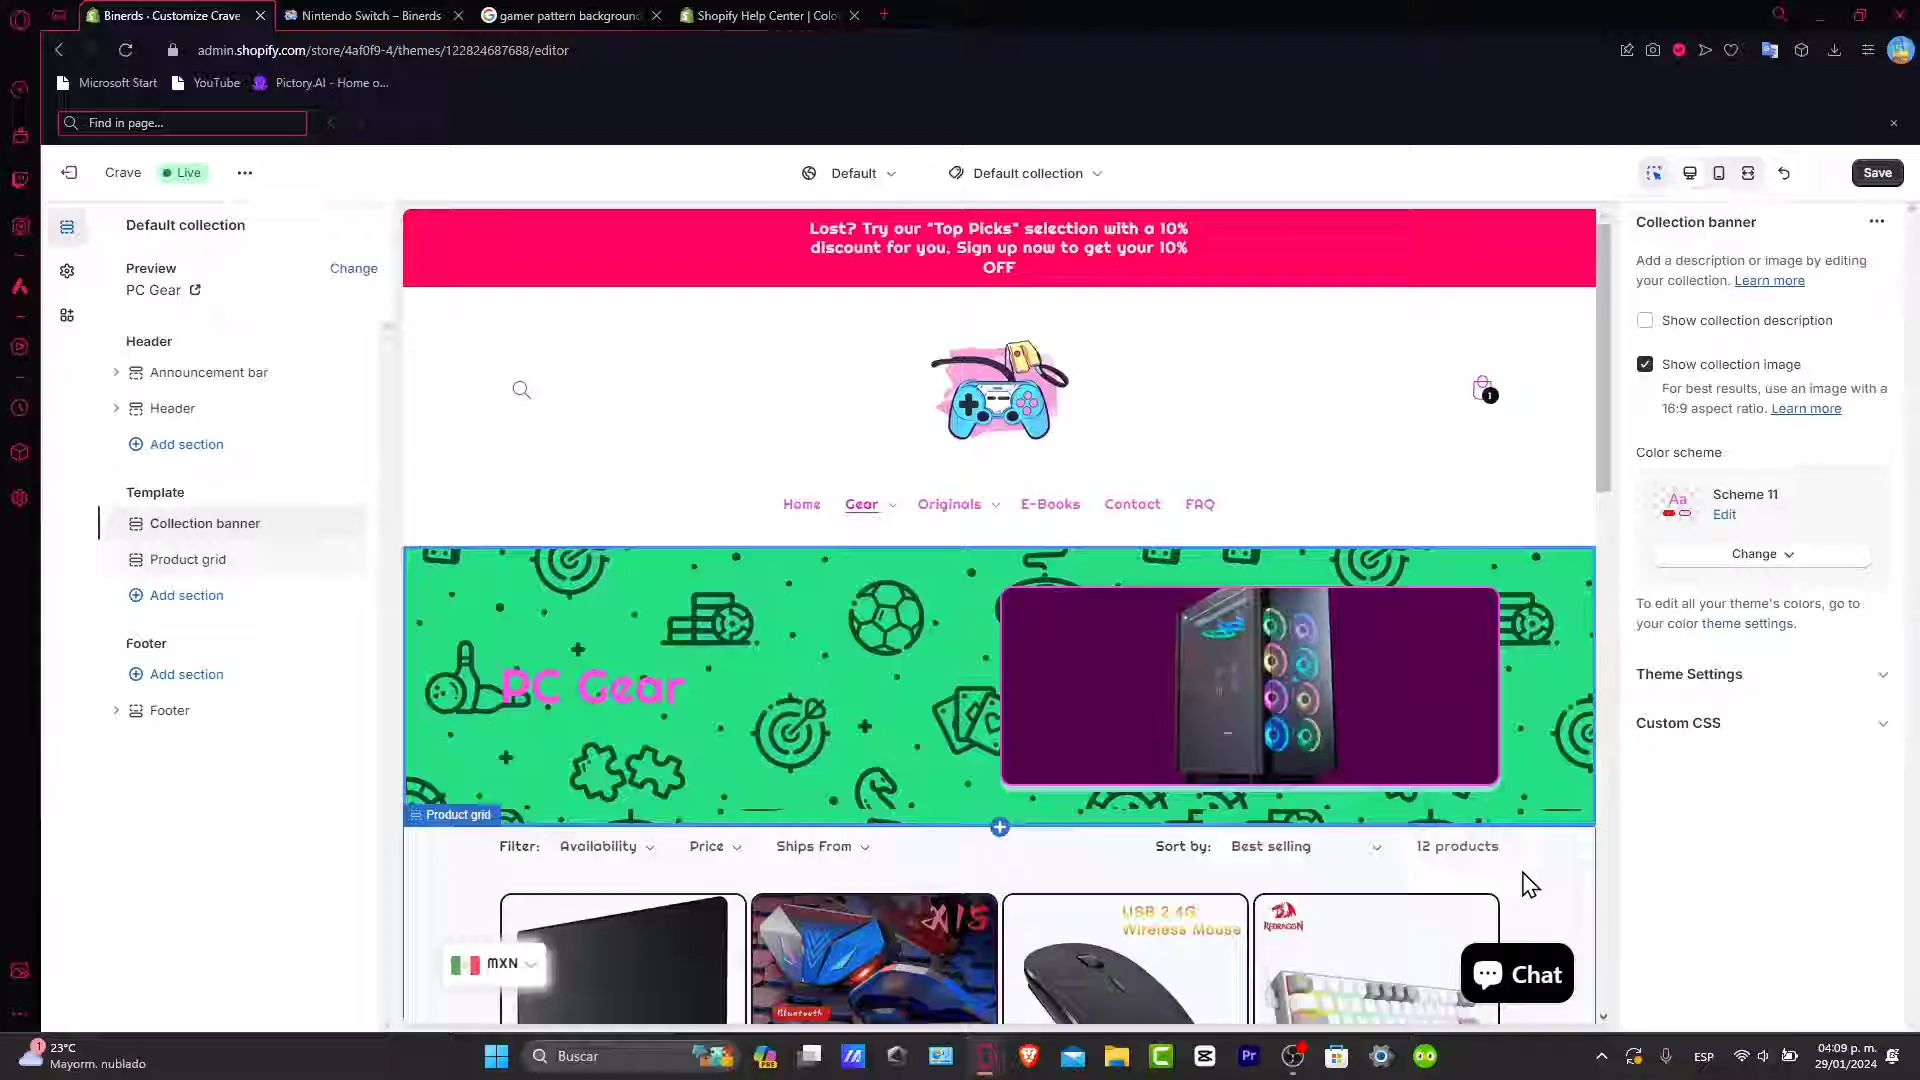 Binerds · Customize Crave
Nintendo Switch – Binerds
gamer pattern background
Shopify Help Center | Colo
admin.shopify.com/store/4af0f9-4/themes/122824687688/editor
Microsoft Start
YouTube
Pictory.AI - Home o...
Find in page...
Crave
Live
Default
Default collection
Save
Default collection
Preview
Change
PC Gear
Header
Announcement bar
Header
Add section
Template
Collection banner
Product grid
Add section
Footer
Add section
Footer
Lost? Try our "Top Picks" selection with a 10%
discount for you. Sign up now to get your 10%
OFF
1
Home
Gear
Originals
E-Books
Contact
FAQ
PC Gear
Product grid
Filter:
Availability
Price
Ships From
Sort by:
Best selling
12 products
X15
Bluetooth
USB 2.4G
Wireless Mouse
REDRAGON
MXN
Chat
Collection banner
Add a description or image by editing
your collection. Learn more
Show collection description
Show collection image
For best results, use an image with a
16:9 aspect ratio. Learn more
Color scheme
Aa
Scheme 11
Edit
Change
To edit all your theme's colors, go to
your color theme settings.
Theme Settings
Custom CSS
1
23°C
Mayorm. nublado
Buscar
PRE
Pr
ESP
04:09 p. m.
29/01/2024